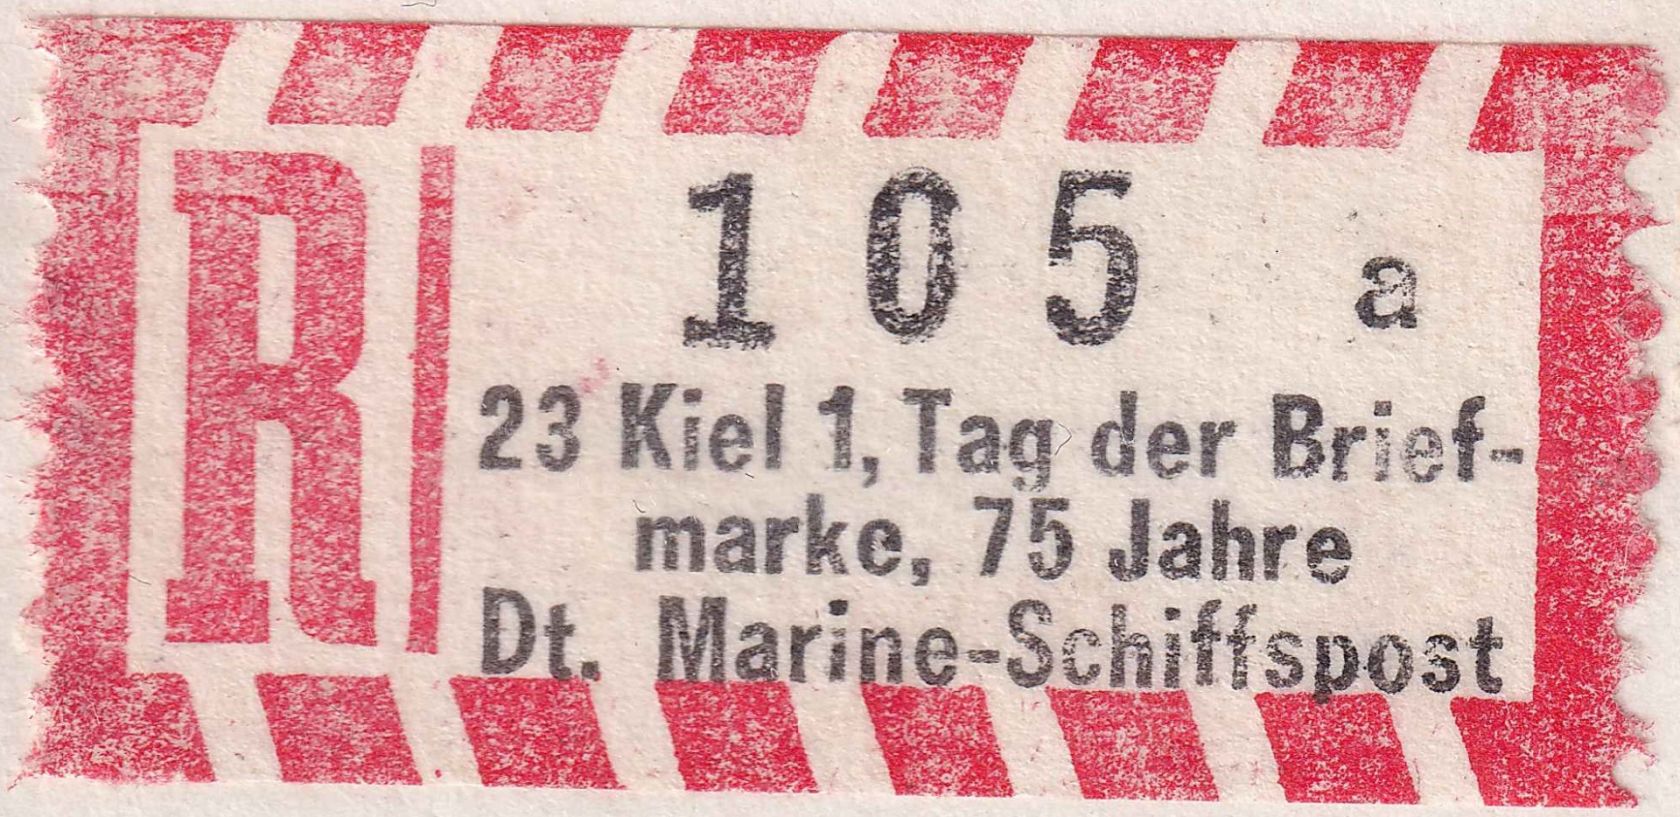 R
105 a
23 Kiel 1, Tag der Brief-
marke, 75 Jahre
Dt. Marine-Schiffspost